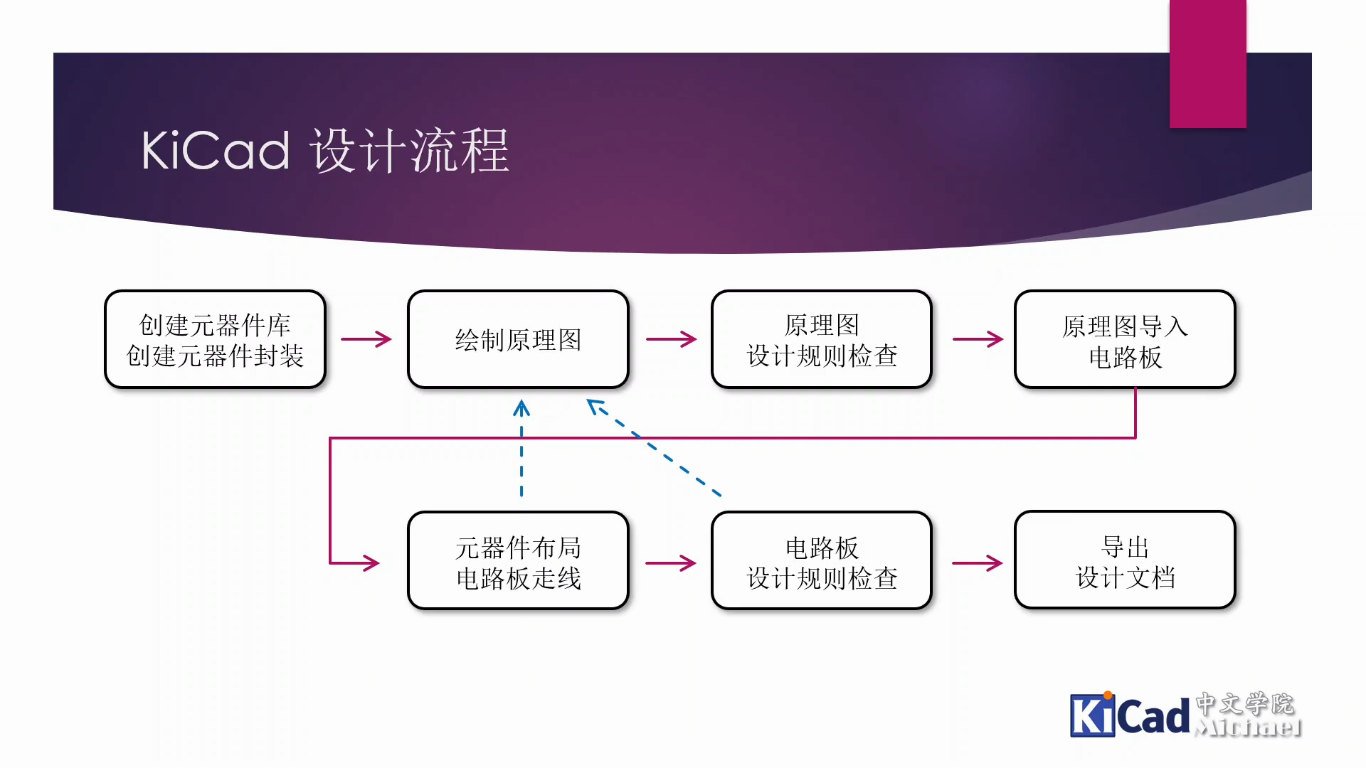 KiCad 设计流程
创建元器件库
创建元器件封装
绘制原理图
原理图
设计规则检查
原理图导入
电路板
元器件布局
电路板走线
电路板
设计规则检查
导出
设计文档
KiCad 中文学院
Michael